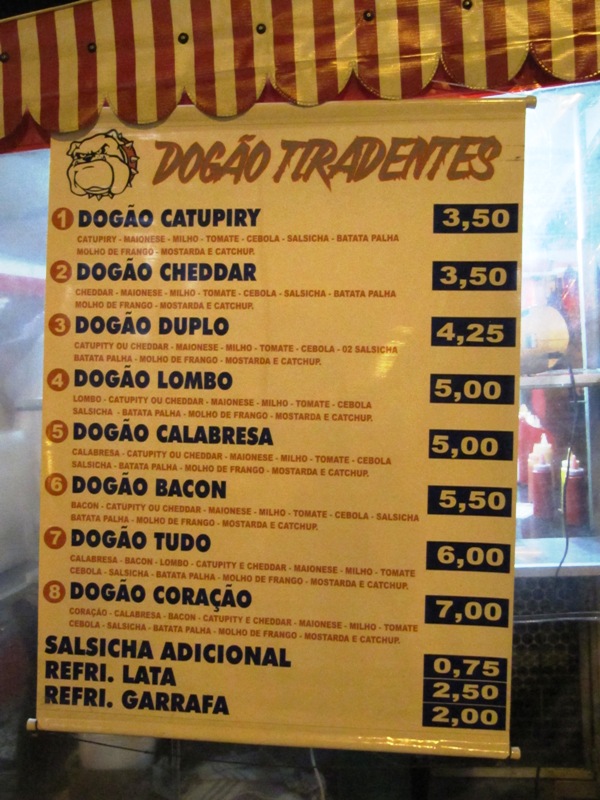 DOGÃO TIRADENTES
1 DOGÃO CATUPIRY 3,50
CATUPIRY - MAIONESE - MILHO - TOMATE - CEBOLA - SALSICHA - BATATA PALHA
MOLHO DE FRANGO - MOSTARDA E CATCHUP.
2 DOGÃO CHEDDAR 3,50
CHEDDAR - MAIONESE - MILHO - TOMATE - CEBOLA - SALSICHA - BATATA PALHA
MOLHO DE FRANGO - MOSTARDA E CATCHUP.
3 DOGÃO DUPLO 4,25
CATUPITY OU CHEDDAR - MAIONESE - MILHO - TOMATE - CEBOLA - 02 SALSICHA
BATATA PALHA - MOLHO DE FRANGO - MOSTARDA E CATCHUP.
4 DOGÃO LOMBO 5,00
LOMBO - CATUPITY OU CHEDDAR - MAIONESE - MILHO - TOMATE - CEBOLA
SALSICHA - BATATA PALHA - MOLHO DE FRANGO - MOSTARDA E CATCHUP.
5 DOGÃO CALABRESA 5,00
CALABRESA - CATUPITY OU CHEDDAR - MAIONESE - MILHO - TOMATE - CEBOLA
SALSICHA - BATATA PALHA - MOLHO DE FRANGO - MOSTARDA E CATCHUP.
6 DOGÃO BACON 5,50
BACON - CATUPITY OU CHEDDAR - MAIONESE - MILHO - TOMATE - CEBOLA - SALSICHA
BATATA PALHA - MOLHO DE FRANGO - MOSTARDA E CATCHUP.
7 DOGÃO TUDO 6,00
CALABRESA - BACON - LOMBO - CATUPITY E CHEDDAR - MAIONESE - MILHO - TOMATE
CEBOLA - SALSICHA - BATATA PALHA - MOLHO DE FRANGO - MOSTARDA E CATCHUP.
8 DOGÃO CORAÇÃO 7,00
CORAÇÃO - CALABRESA - BACON - CATUPITY E CHEDDAR - MAIONESE - MILHO - TOMATE
CEBOLA - SALSICHA - BATATA PALHA - MOLHO DE FRANGO - MOSTARDA E CATCHUP.
SALSICHA ADICIONAL 0,75
REFRI. LATA 2,50
REFRI. GARRAFA 2,00